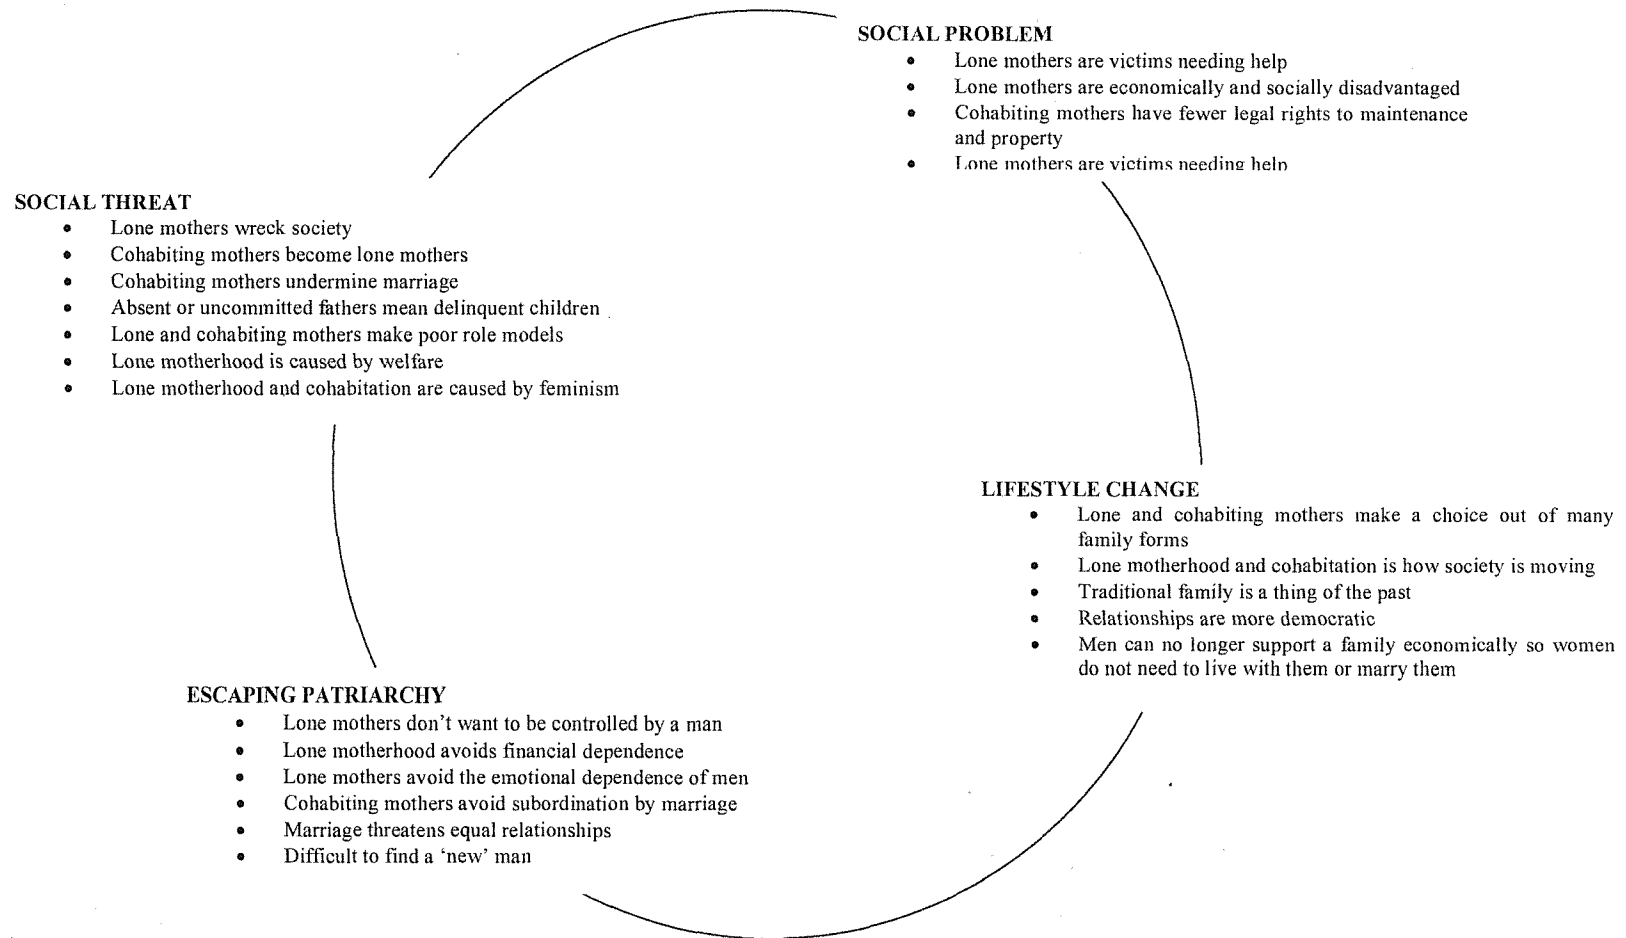 SOCIAL PROBLEM
• Lone mothers are victims needing help
• Lone mothers are economically and socially disadvantaged
• Cohabiting mothers have fewer legal rights to maintenance
and property
• Lone mothers are victims needing help
SOCIAL THREAT
• Lone mothers wreck society
• Cohabiting mothers become lone mothers
• Cohabiting mothers undermine marriage
• Absent or uncommitted fathers mean delinquent children
• Lone and cohabiting mothers make poor role models
• Lone motherhood is caused by welfare
• Lone motherhood and cohabitation are caused by feminism
LIFESTYLE CHANGE
• Lone and cohabiting mothers make a choice out of many
family forms
• Lone motherhood and cohabitation is how society is moving
• Traditional family is a thing of the past
• Relationships are more democratic
• Men can no longer support a family economically so women
do not need to live with them or marry them
ESCAPING PATRIARCHY
• Lone mothers don't want to be controlled by a man
• Lone motherhood avoids financial dependence
• Lone mothers avoid the emotional dependence of men
• Cohabiting mothers avoid subordination by marriage
• Marriage threatens equal relationships
• Difficult to find a 'new' man